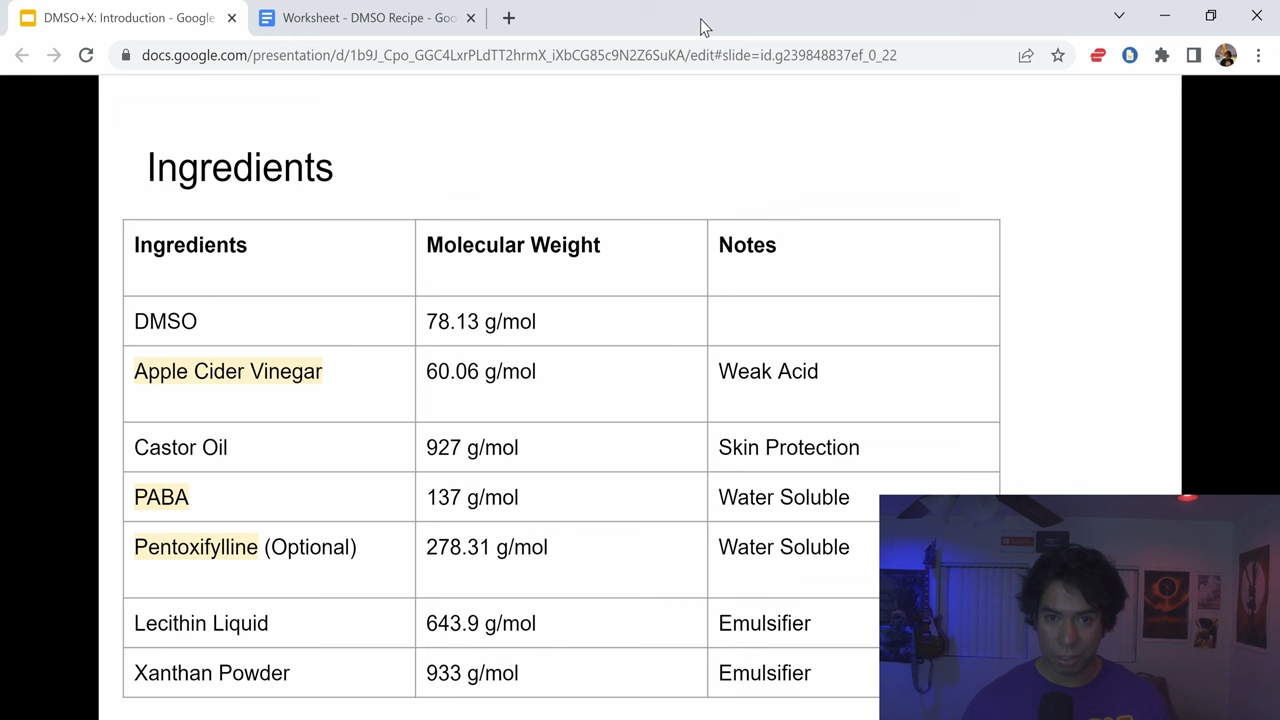 DMSO+X: Introduction - Google
Worksheet - DMSO Recipe - Goo
docs.google.com/presentation/d/1b9J_Cpo_GGC4LxrPLdTT2hrmX_iXbCG85c9N2Z6SuKA/edit#slide=id.g239848837ef_0_22
Ingredients
Ingredients Molecular Weight Notes
DMSO 78.13 g/mol
Apple Cider Vinegar 60.06 g/mol Weak Acid
Castor Oil 927 g/mol Skin Protection
PABA 137 g/mol Water Soluble
Pentoxifylline (Optional) 278.31 g/mol Water Soluble
Lecithin Liquid 643.9 g/mol Emulsifier
Xanthan Powder 933 g/mol Emulsifier